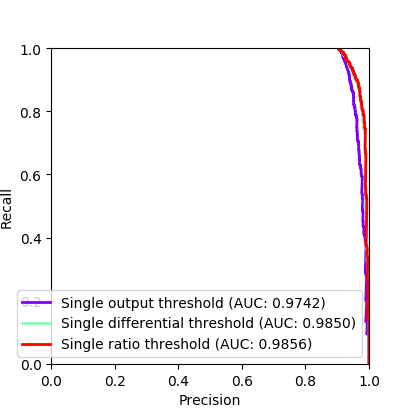 1.0
0.8
0.6
0.4
0.2
0.0
Recall
Single output threshold (AUC: 0.9742)
Single differential threshold (AUC: 0.9850)
Single ratio threshold (AUC: 0.9856)
0.0 0.2 0.4 0.6 0.8 1.0
Precision